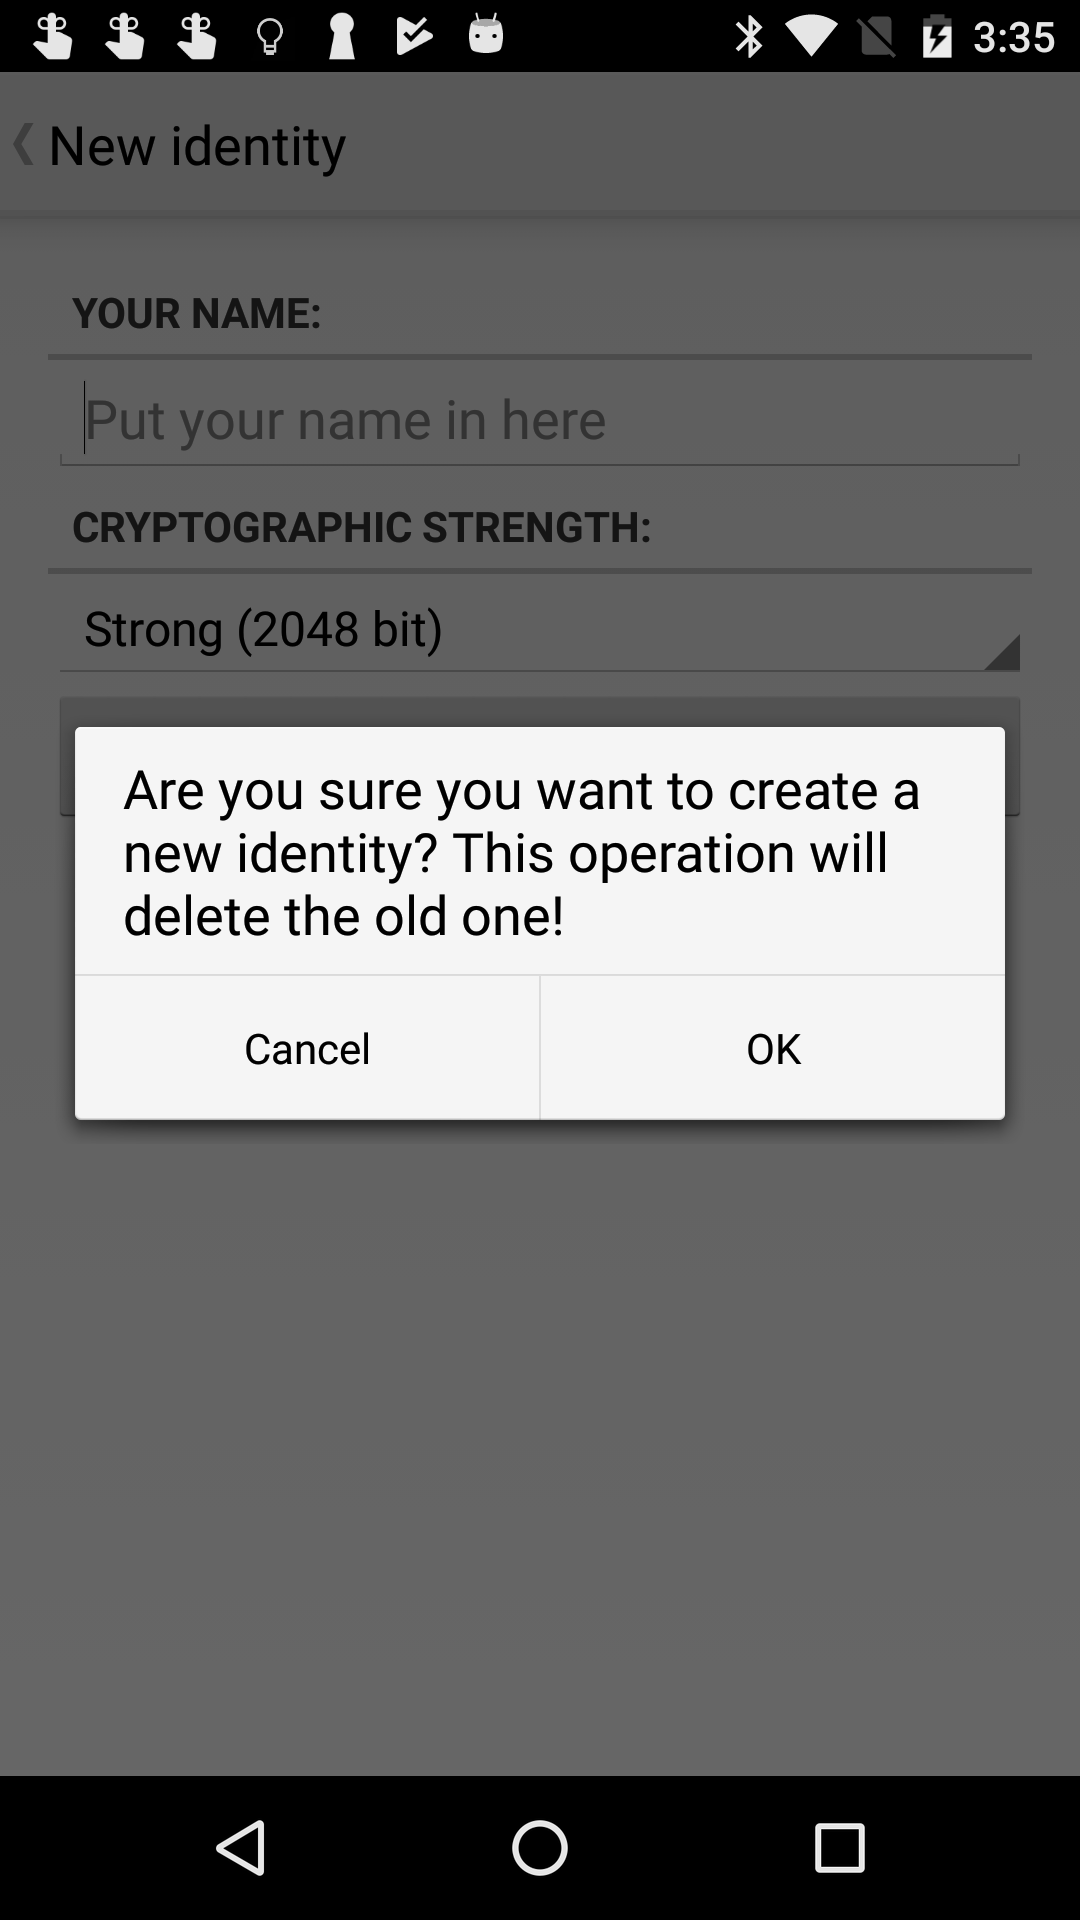 3:35
New identity
YOUR NAME:
Put your name in here
CRYPTOGRAPHIC STRENGTH:
Strong (2048 bit)
Are you sure you want to create a
new identity? This operation will
delete the old one!
Cancel
OK